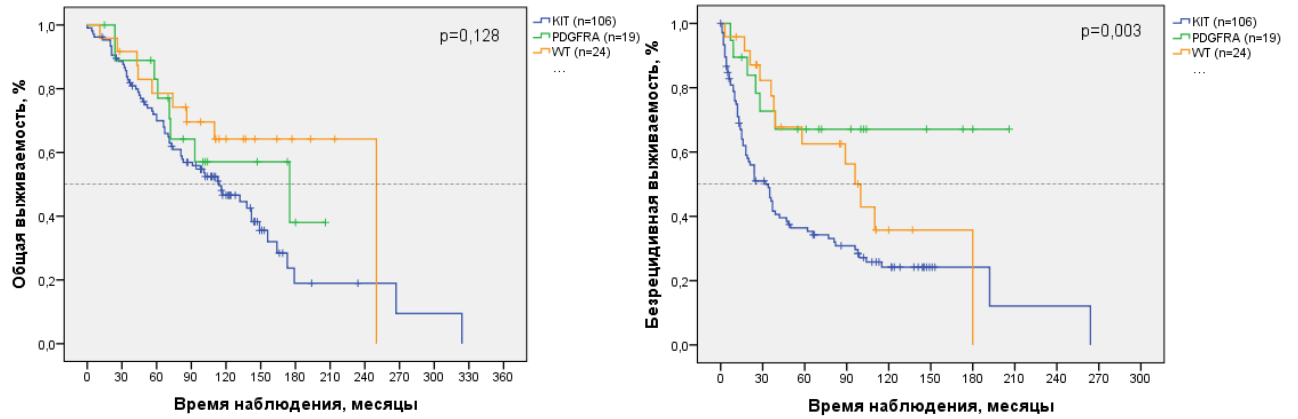 1,0
0,8
0,6
0,4
0,2
0,0
Общая выживаемость, %
p=0,128
KIT (n=106)
PDGFRA (n=19)
WT (n=24)
...
0 30 60 90 120 150 180 210 240 270 300 330 360
Время наблюдения, месяцы
1,0
0,8
0,6
0,4
0,2
0,0
Безрецидивная выживаемость, %
p=0,003
KIT (n=106)
PDGFRA (n=19)
WT (n=24)
...
0 30 60 90 120 150 180 210 240 270 300
Время наблюдения, месяцы